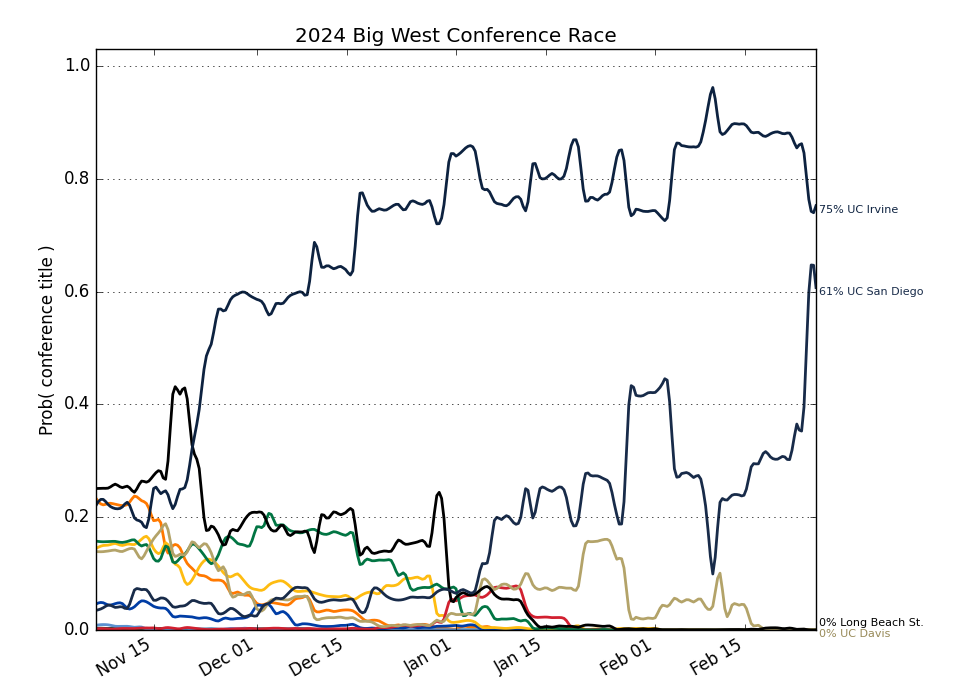 2024 Big West Conference Race
Prob( conference title )
1.0
0.8
0.6
0.4
0.2
0.0
75% UC Irvine
61% UC San Diego
0% Long Beach St.
0% UC Davis
Nov 15
Dec 01
Dec 15
Jan 01
Jan 15
Feb 01
Feb 15